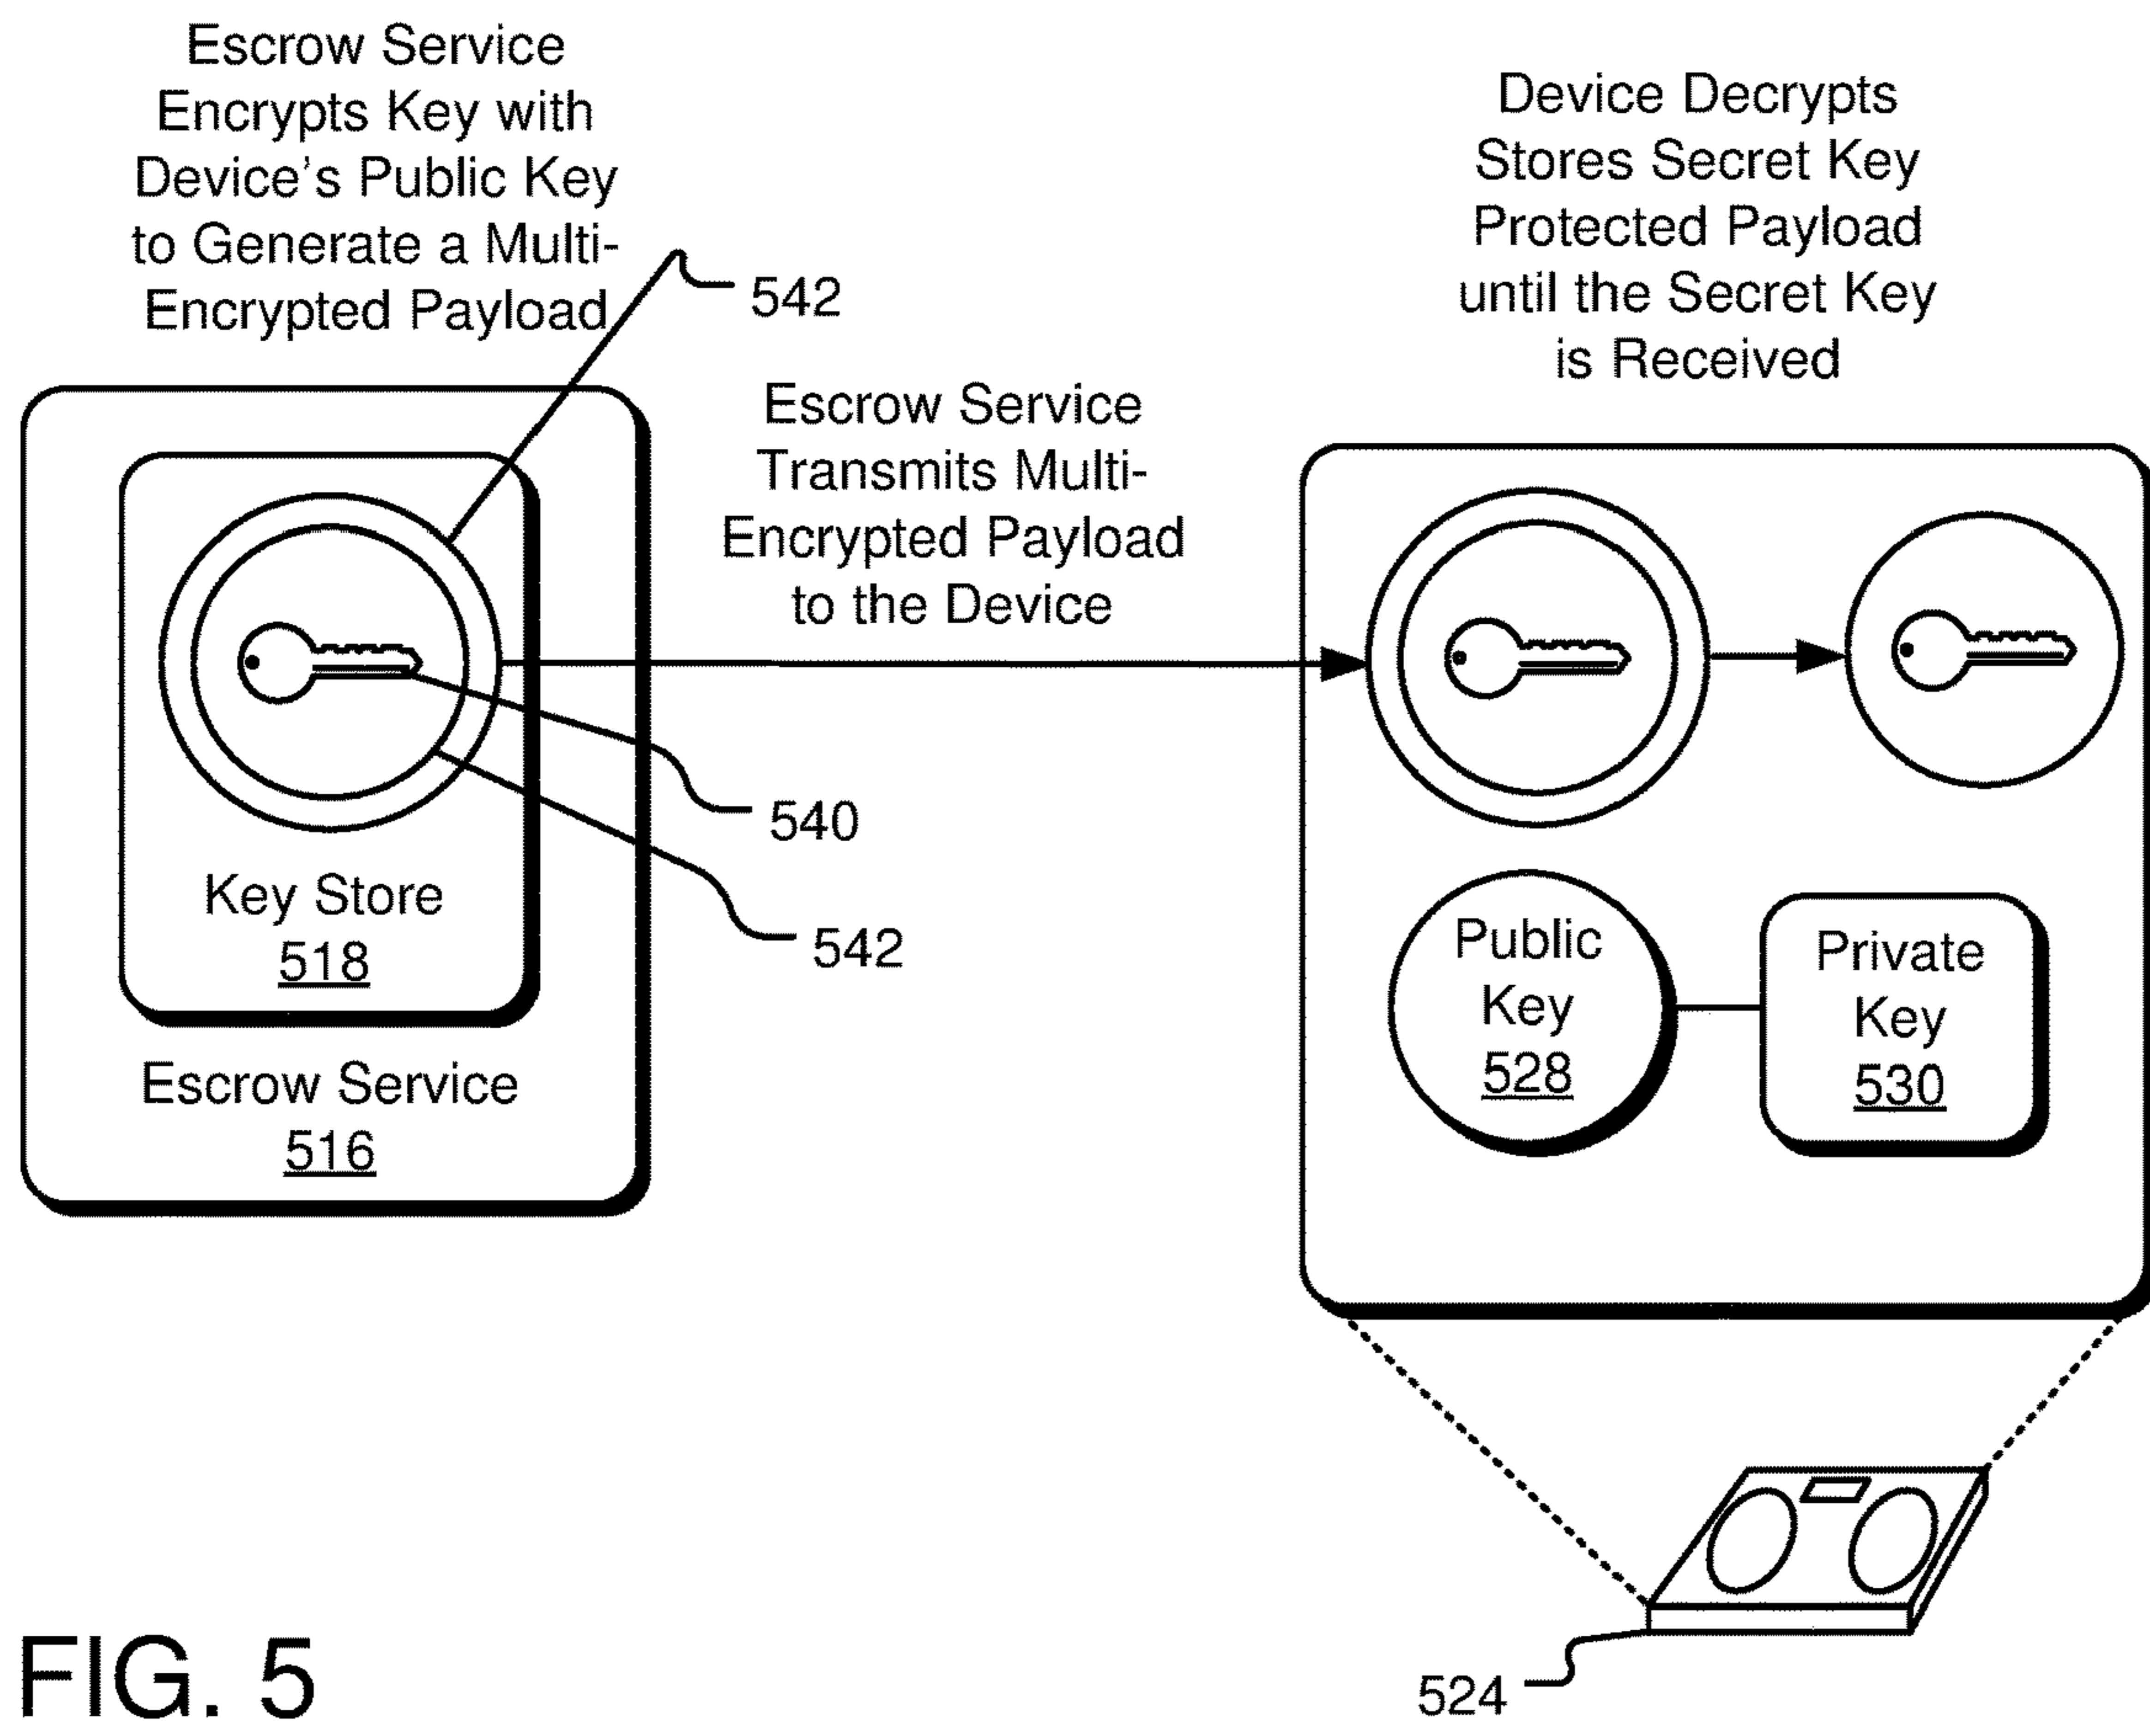 Escrow Service
Encrypts Key with
Device's Public Key
to Generate a Multi-
Encrypted Payload
542
Escrow Service
Transmits Multi-
Encrypted Payload
to the Device
Device Decrypts
Stores Secret Key
Protected Payload
until the Secret Key
is Received
540
542
Key Store
518
Escrow Service
516
Public
Key
528
Private
Key
530
524
FIG. 5